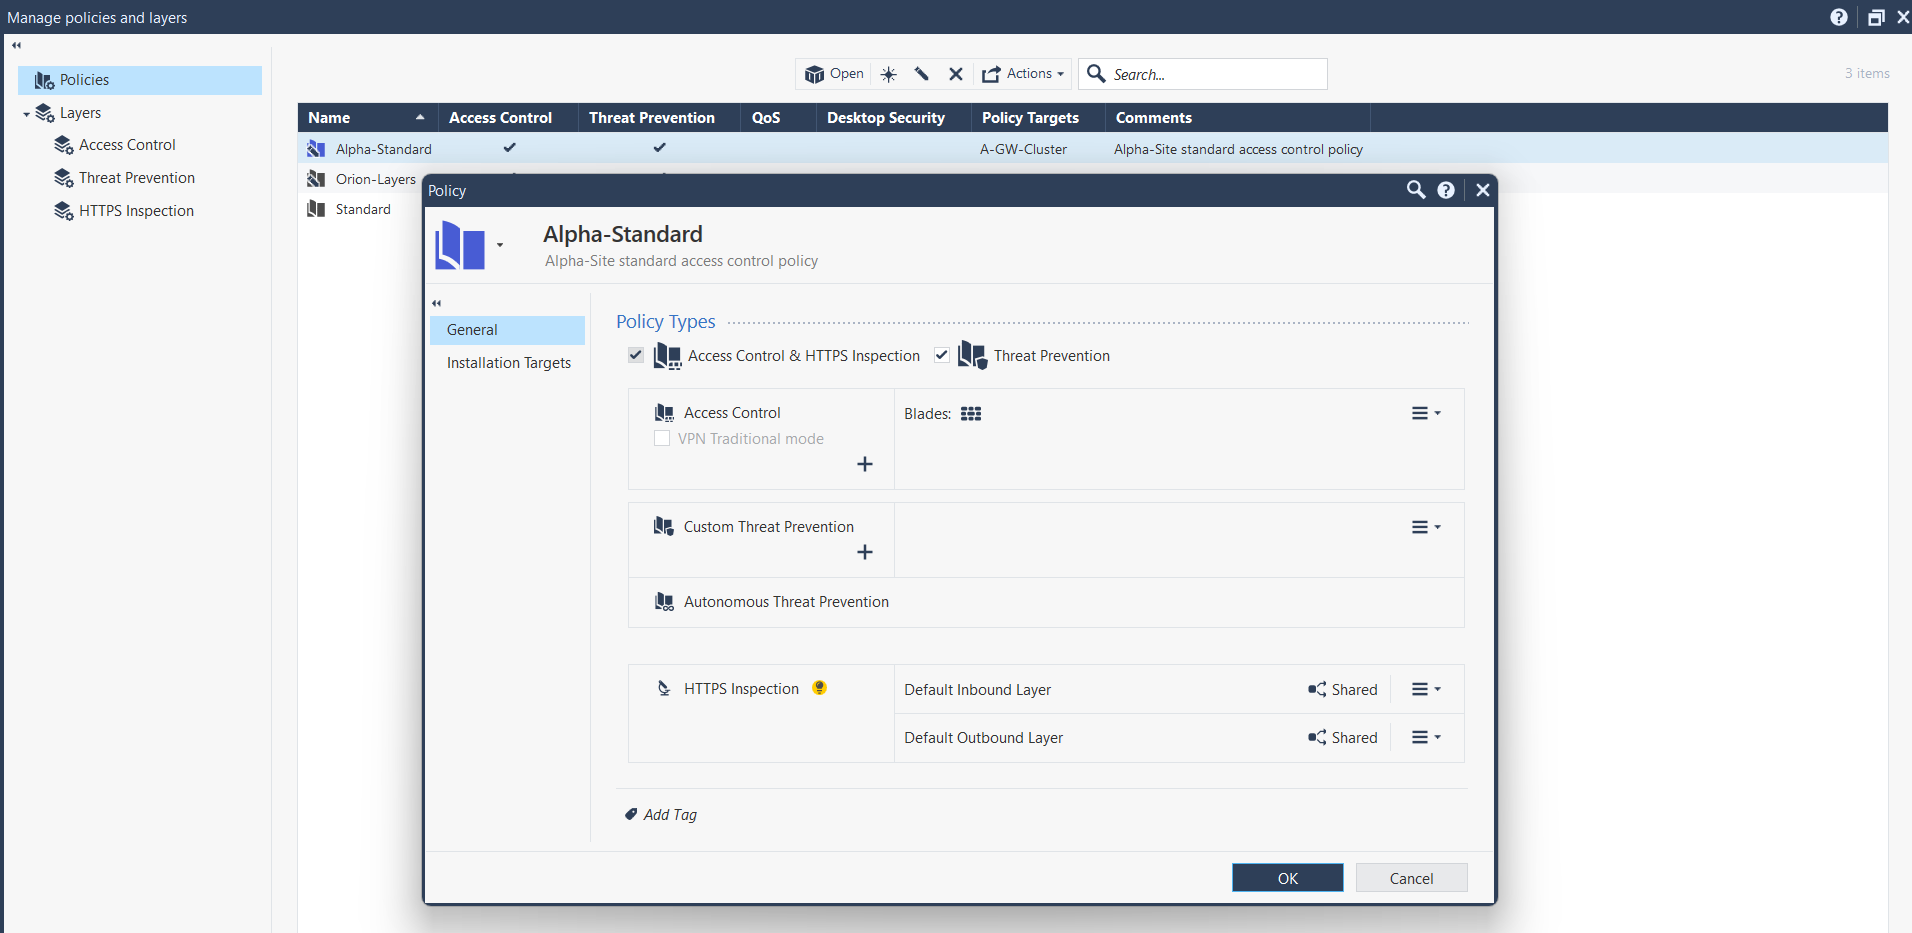 Manage policies and layers
Policies
Layers
Access Control
Threat Prevention
HTTPS Inspection
Open
Actions
Search...
3 items
Name Access Control Threat Prevention QoS Desktop Security Policy Targets Comments
Alpha-Standard A-GW-Cluster Alpha-Site standard access control policy
Orion-Layers
Standard
Policy
Alpha-Standard
Alpha-Site standard access control policy
General
Installation Targets
Policy Types
Access Control & HTTPS Inspection Threat Prevention
Access Control Blades:
VPN Traditional mode
Custom Threat Prevention
Autonomous Threat Prevention
HTTPS Inspection Default Inbound Layer Shared
Default Outbound Layer Shared
Add Tag
OK Cancel